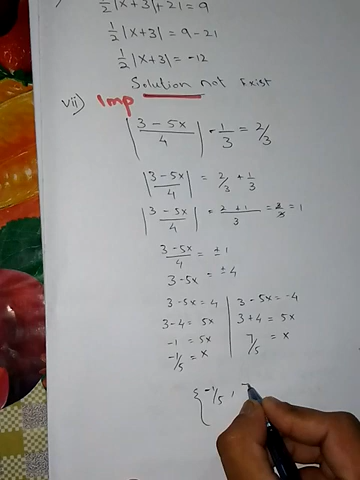 1/2 |x+3| + 21 = 9
1/2 |x+3| = 9 - 21
1/2 |x+3| = -12
Solution not Exist
vii) Imp
|3 - 5x / 4| - 1/3 = 2/3
|3 - 5x / 4| = 2/3 + 1/3
|3 - 5x / 4| = 2 + 1 / 3 = 3/3 = 1
3 - 5x / 4 = ± 1
3 - 5x = ± 4
3 - 5x = 4 | 3 - 5x = -4
3 - 4 = 5x | 3 + 4 = 5x
-1 = 5x | 7/5 = x
-1/5 = x
{ -1/5 , 7